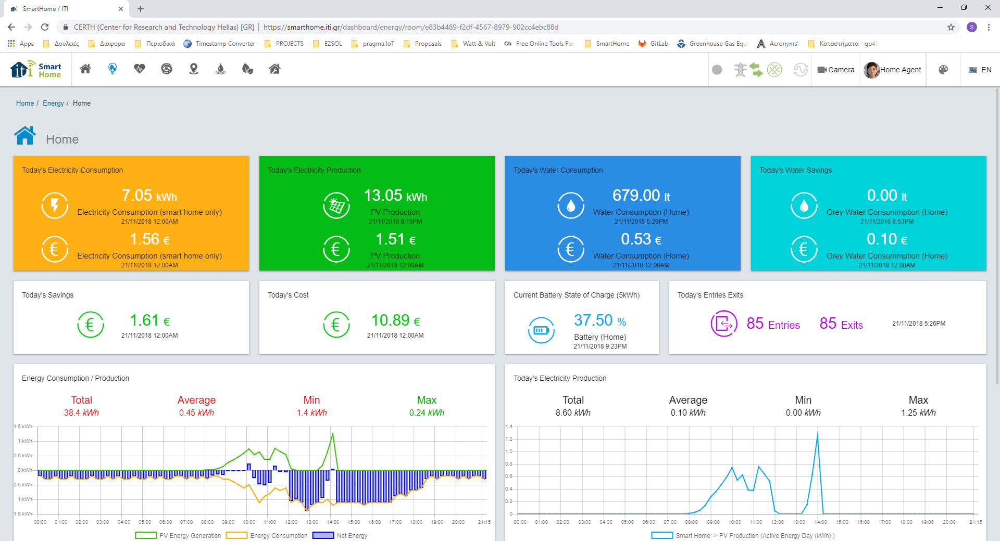 SmartHome / ITI
CERTH (Center for Research and Technology Hellas) [GR] | https://smarthome.iti.gr/dashboard/energy/room/e83b4489-f2df-4567-8979-902cc4ebc88d
S
Apps Δουλειές Διάφορα Περιοδικά Timestamp Converter PROJECTS E2SOL pragma.IoT Proposals Watt & Volt Cb Free Online Tools For SmartHome GitLab Greenhouse Gas Equi Acronyms' Καταστήματα - go4
iti Smart Home
Camera Home Agent EN
Home / Energy / Home
Home
Today's Electricity Consumption
7.05 kWh
Electricity Consumption (smart home only)
21/11/2018 12:00AM
€ 1.56 €
Electricity Consumption (smart home only)
21/11/2018 12:00AM
Today's Electricity Production
13.05 kWh
PV Production
21/11/2018 9:15PM
€ 1.51 €
PV Production
21/11/2018 12:00AM
Today's Water Consumption
679.00 lt
Water Consumption (Home)
21/11/2018 5:29PM
€ 0.53 €
Water Consumption (Home)
21/11/2018 12:00AM
Today's Water Savings
0.00 lt
Grey Water Consummption (Home)
21/11/2018 8:53PM
€ 0.10 €
Grey Water Consummption (Home)
21/11/2018 12:00AM
Today's Savings
€ 1.61 €
21/11/2018 12:00AM
Today's Cost
€ 10.89 €
21/11/2018 12:00AM
Current Battery State of Charge (5kWh)
37.50 %
Battery (Home)
21/11/2018 9:23PM
Today's Entries Exits
85 Entries 85 Exits 21/11/2018 5:26PM
Energy Consumption / Production
Total Average Min Max
38.4 kWh 0.45 kWh 1.4 kWh 0.24 kWh
1.5 kWh
1 kWh
0.5 kWh
0 kWh
0.5 kWh
1 kWh
1.5 kWh
00:00 01:00 02:00 03:00 04:00 05:00 06:00 07:00 08:00 09:00 10:00 11:00 12:00 13:00 14:00 15:00 16:00 17:00 18:00 19:00 20:00 21:15
PV Energy Generation Energy Consumption Net Energy
Today's Electricity Production
Total Average Min Max
8.60 kWh 0.10 kWh 0.00 kWh 1.25 kWh
1.4
1.2
1.0
0.8
0.6
0.4
0.2
0
00:00 01:00 02:00 03:00 04:00 05:00 06:00 07:00 08:00 09:00 10:00 11:00 12:00 13:00 14:00 15:00 16:00 17:00 18:00 19:00 20:00 21:15
Smart Home -> PV Production (Active Energy Day (kWh) )